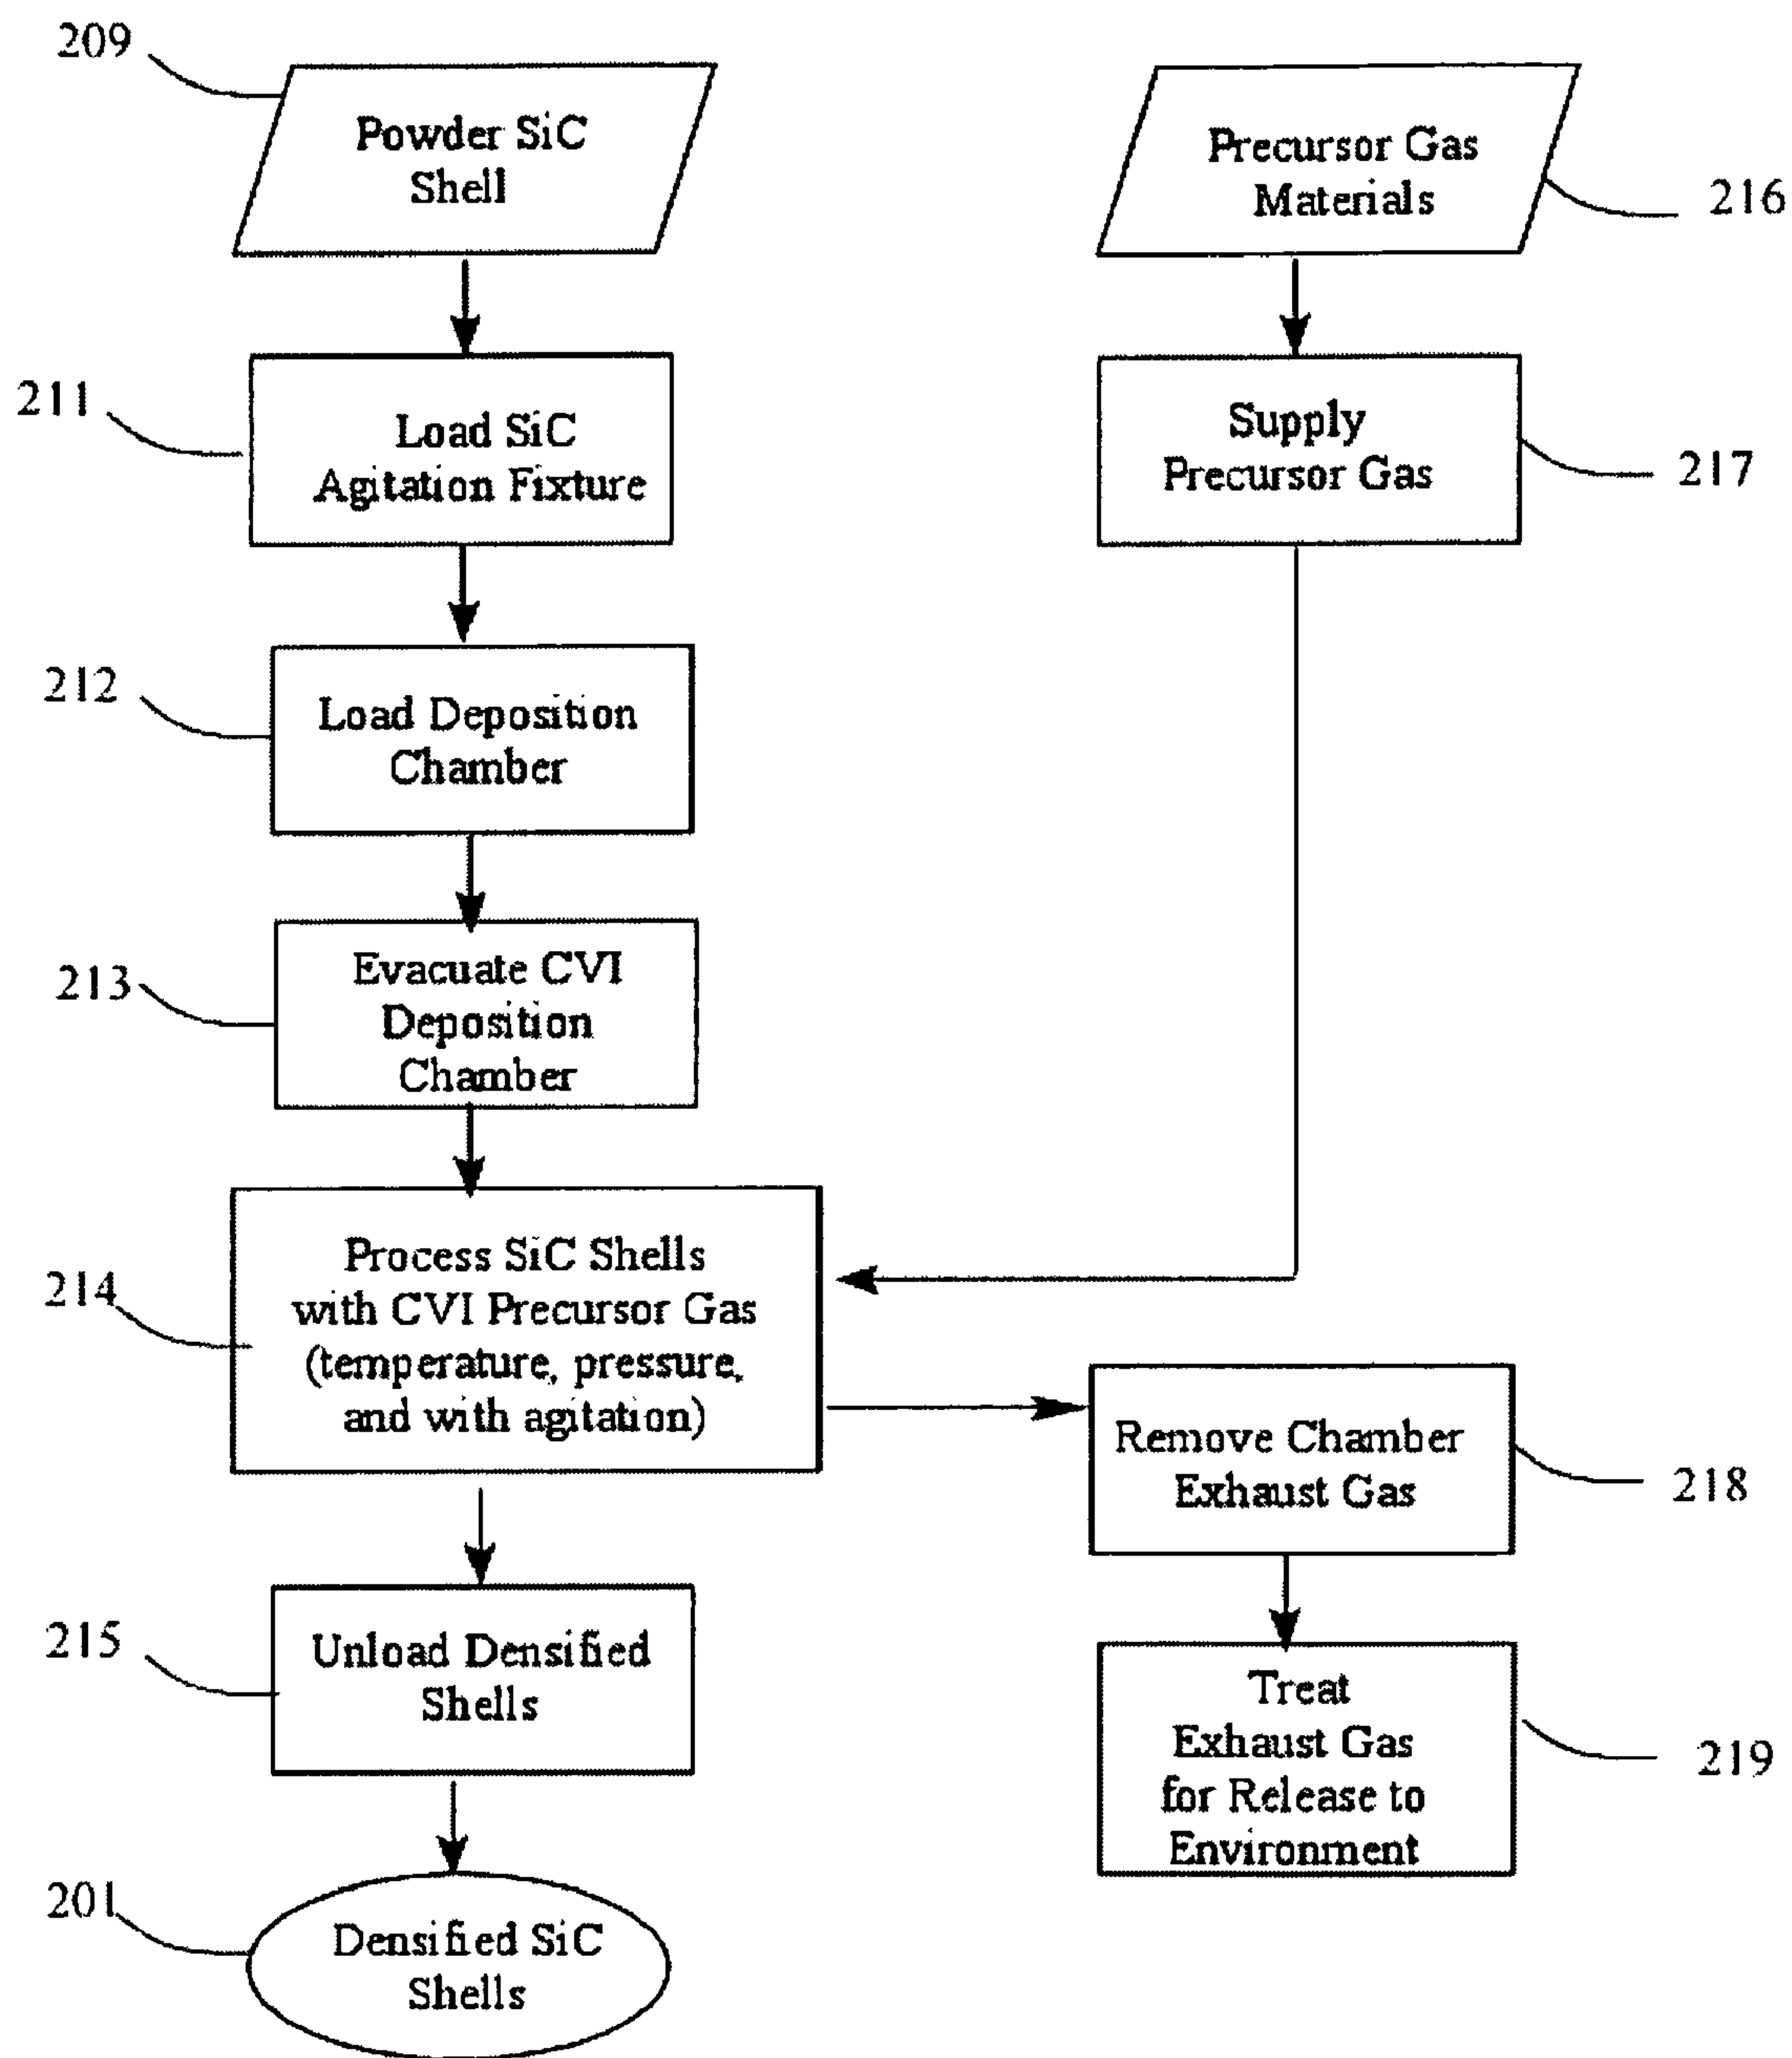 209
Powder SiC
Shell
Precursor Gas
Materials
216
211
Load SiC
Agitation Fixture
Supply
Precursor Gas
217
212
Load Deposition
Chamber
213
Evacuate CVI
Deposition
Chamber
214
Process SiC Shells
with CVI Precursor Gas
(temperature, pressure,
and with agitation)
Remove Chamber
Exhaust Gas
218
215
Unload Densified
Shells
Treat
Exhaust Gas
for Release to
Environment
219
201
Densified SiC
Shells